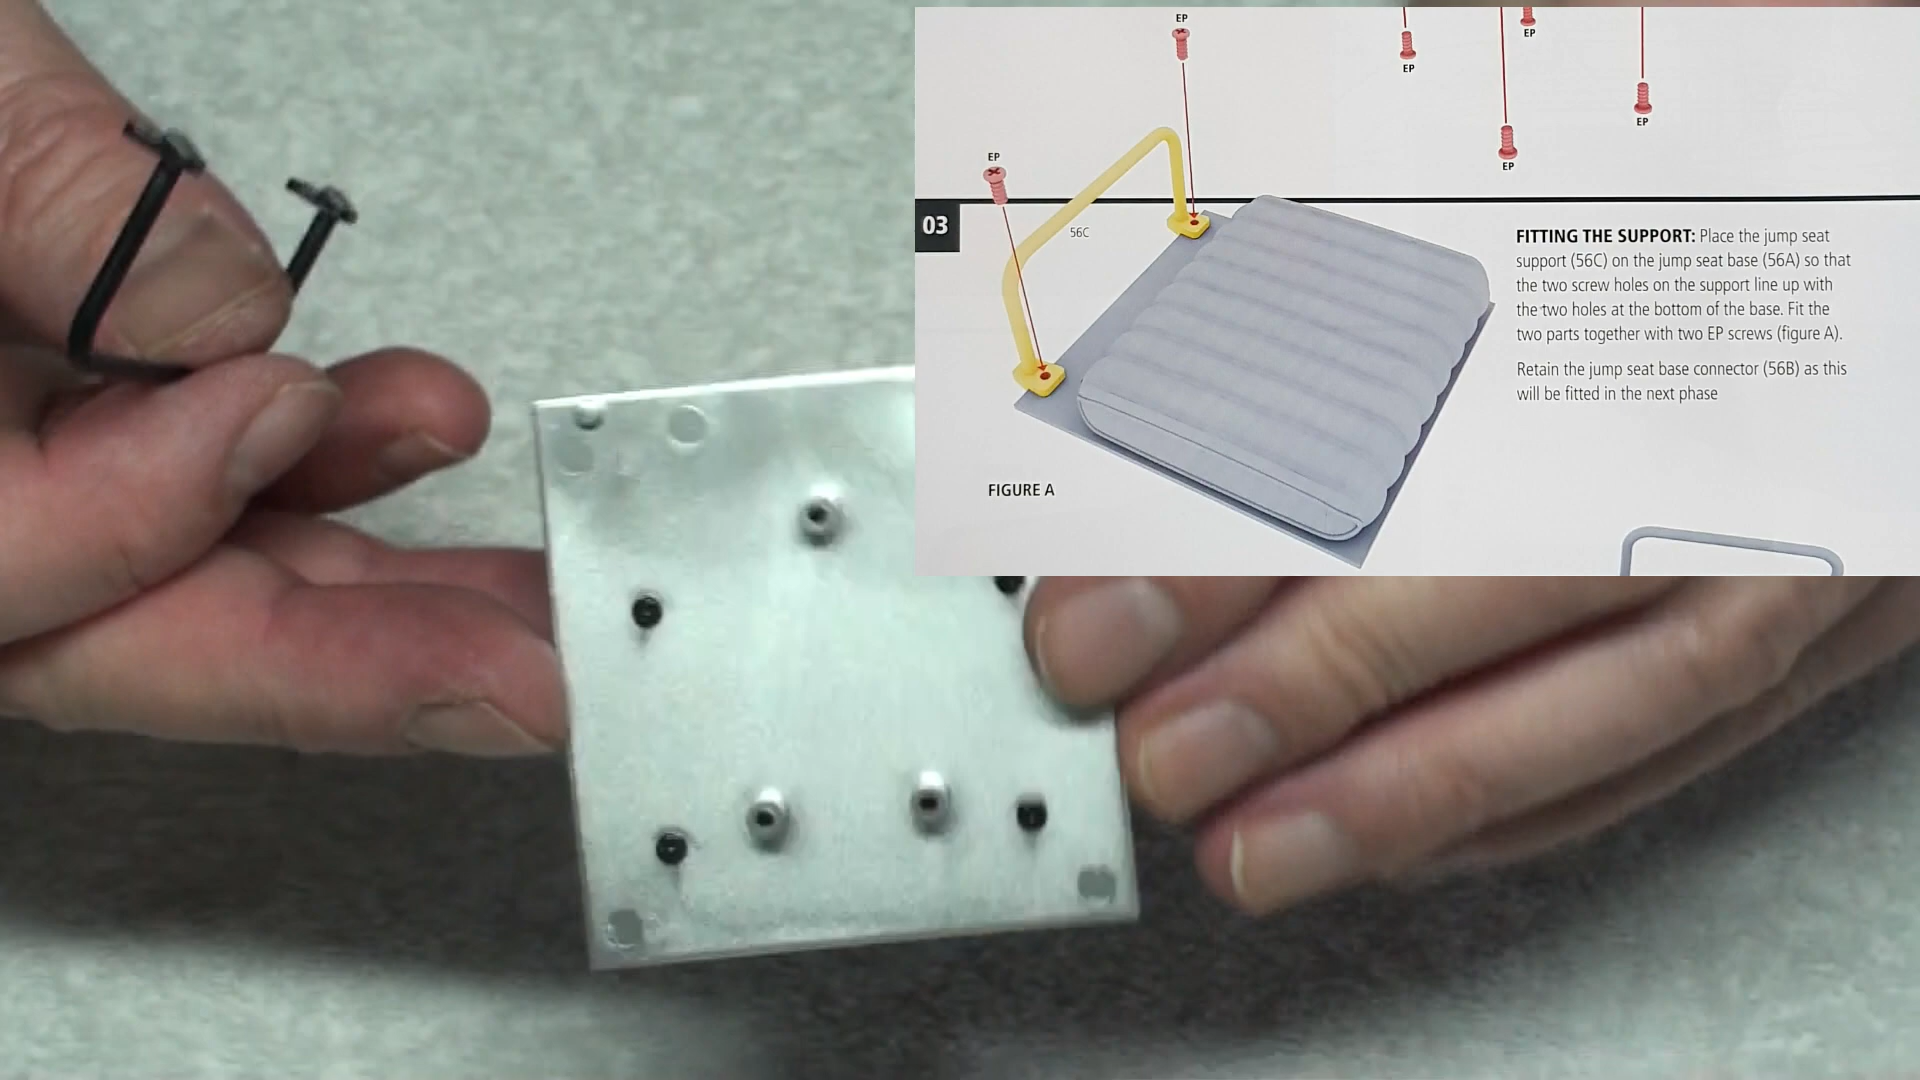 EP
EP
EP
EP
EP
EP
03
56C
FITTING THE SUPPORT: Place the jump seat
support (56C) on the jump seat base (56A) so that
the two screw holes on the support line up with
the two holes at the bottom of the base. Fit the
two parts together with two EP screws (figure A).
Retain the jump seat base connector (56B) as this
will be fitted in the next phase
FIGURE A